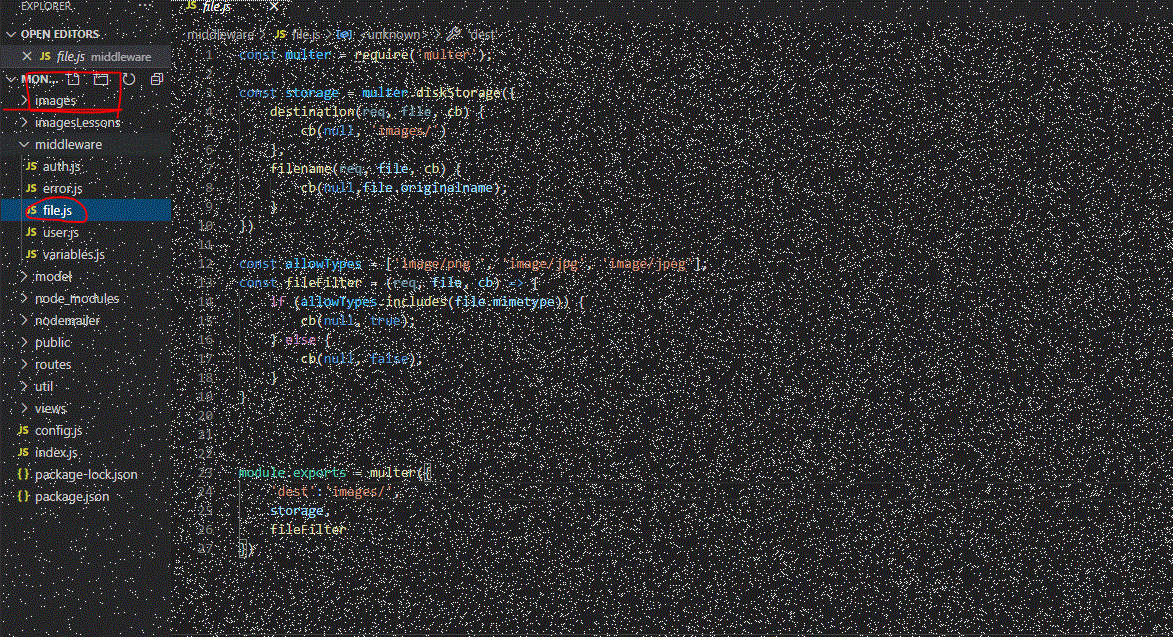 EXPLORER
OPEN EDITORS
file.js middleware
MON...
images
imagesLessons
middleware
JS auth.js
JS error.js
JS file.js
JS user.js
JS variables.js
model
node_modules
nodemailer
public
routes
util
views
JS config.js
JS index.js
{} package-lock.json
{} package.json
JS file.js
middleware > JS file.js > <unknown> > dest
1 const multer = require('multer');
2
3 const storage = multer.diskStorage({
4 destination(req, file, cb) {
5 cb(null, 'images/')
6 },
7 filename(req, file, cb) {
8 cb(null,file.originalname);
9 }
10 })
11
12 const allowTypes = ['image/png', 'image/jpg', 'image/jpeg'];
13 const fileFilter = (req, file, cb) => {
14 if (allowTypes.includes(file.mimetype)) {
15 cb(null, true);
16 } else {
17 cb(null, false);
18 }
19 }
20
21
22
23 module.exports = multer({
24 'dest':'images/',
25 storage,
26 fileFilter
27 })